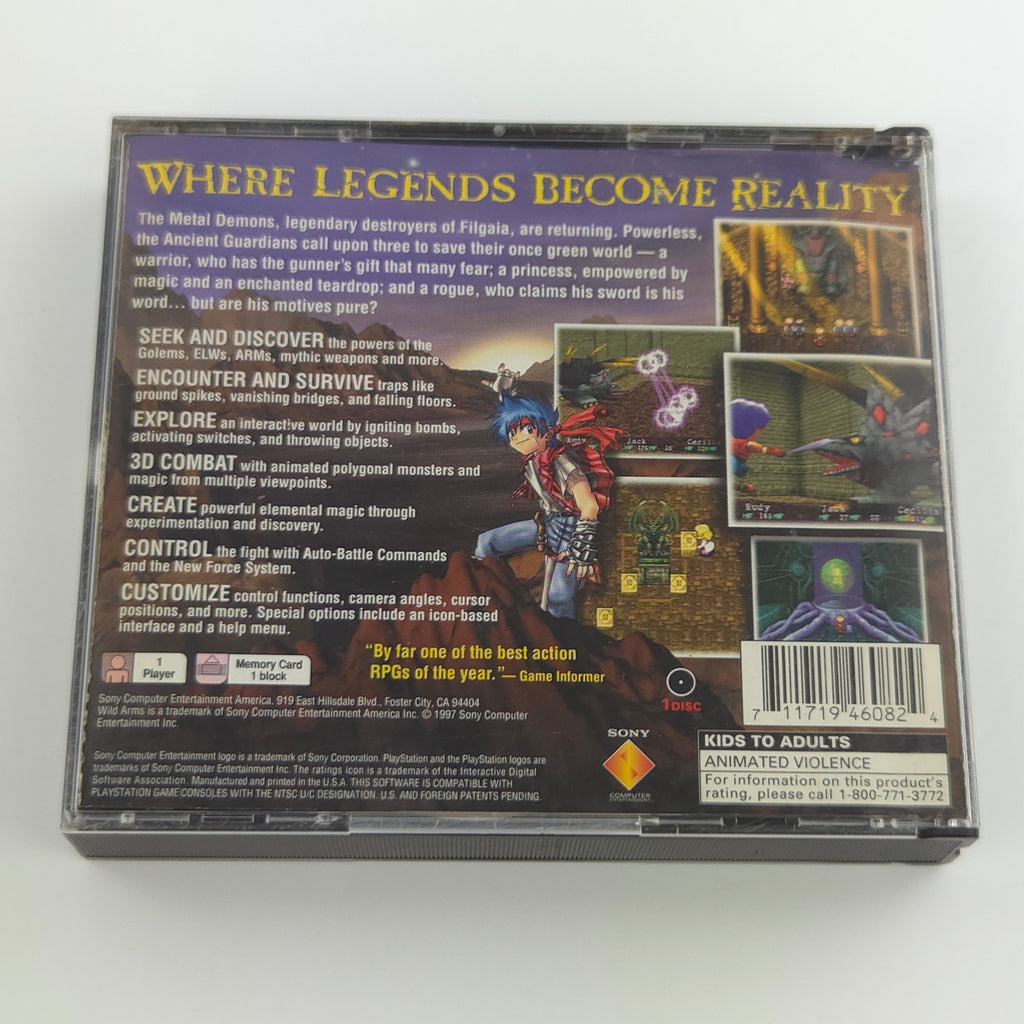 WHERE LEGENDS BECOME REALITY
The Metal Demons, legendary destroyers of Filgaia, are returning. Powerless,
the Ancient Guardians call upon three to save their once green world — a
warrior, who has the gunner's gift that many fear; a princess, empowered by
magic and an enchanted teardrop; and a rogue, who claims his sword is his
word... but are his motives pure?
SEEK AND DISCOVER the powers of the
Golems, ELWs, ARMs, mythic weapons and more.
ENCOUNTER AND SURVIVE traps like
ground spikes, vanishing bridges, and falling floors.
EXPLORE an interactive world by igniting bombs,
activating switches, and throwing objects.
3D COMBAT with animated polygonal monsters and
magic from multiple viewpoints.
CREATE powerful elemental magic through
experimentation and discovery.
CONTROL the fight with Auto-Battle Commands
and the New Force System.
CUSTOMIZE control functions, camera angles, cursor
positions, and more. Special options include an icon-based
interface and a help menu.
Rudy Jack Cecilia
Rudy Jack Cecilia
"By far one of the best action
RPGs of the year."— Game Informer
1
Player
Memory Card
1 block
1 DISC
Sony Computer Entertainment America. 919 East Hillsdale Blvd., Foster City, CA 94404
Wild Arms is a trademark of Sony Computer Entertainment America Inc. © 1997 Sony Computer
Entertainment Inc.
Sony Computer Entertainment logo is a trademark of Sony Corporation. PlayStation and the PlayStation logos are
trademarks of Sony Computer Entertainment Inc. The ratings icon is a trademark of the Interactive Digital
Software Association. Manufactured and printed in the U.S.A. THIS SOFTWARE IS COMPATIBLE WITH
PLAYSTATION GAME CONSOLES WITH THE NTSC U/C DESIGNATION. U.S. AND FOREIGN PATENTS PENDING.
SONY
COMPUTER
ENTERTAINMENT
7 11719 46082 4
KIDS TO ADULTS
ANIMATED VIOLENCE
For information on this product's
rating, please call 1-800-771-3772